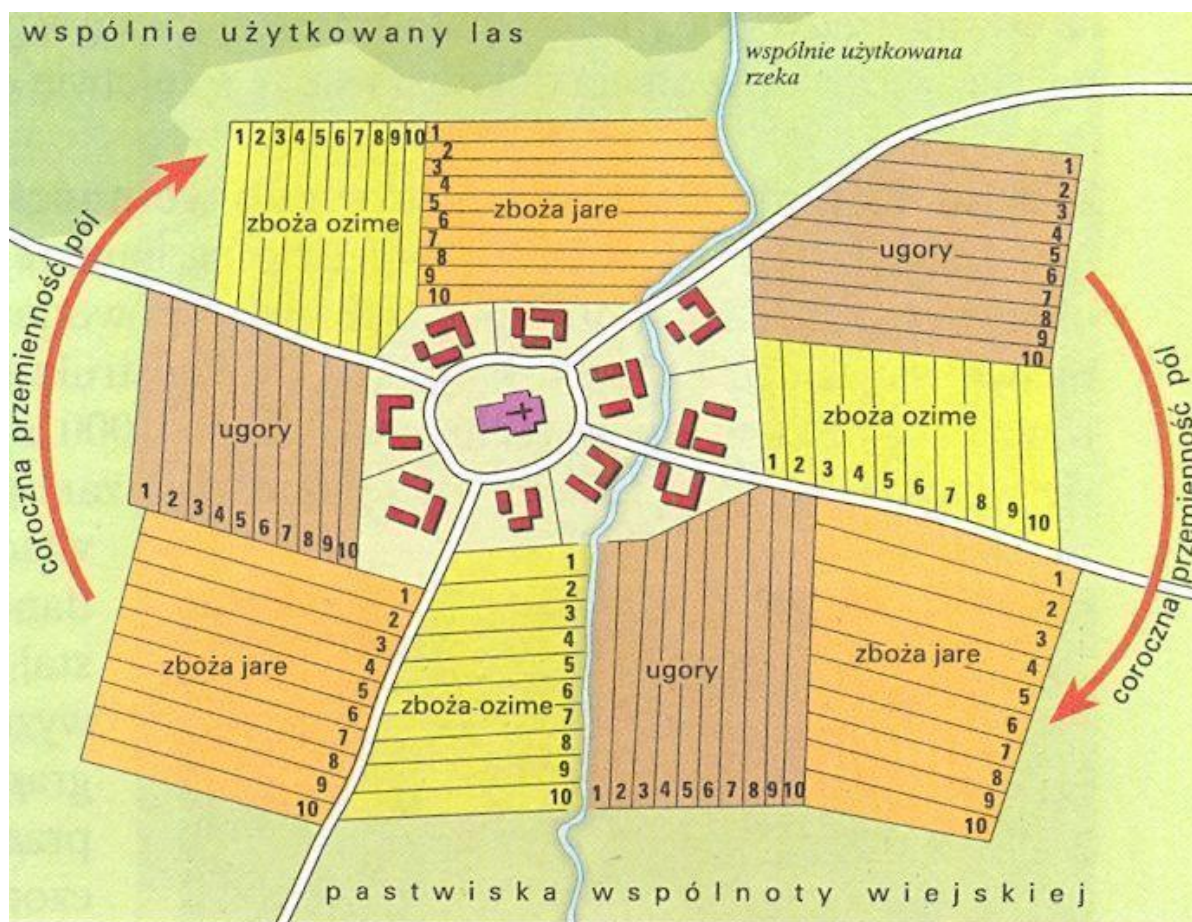 wspólnie użytkowany las
wspólnie użytkowana
rzeka
1 2 3 4 5 6 7 8 9 10
zboża ozime
1
2
3
4
5
6
7
8
9
10
zboża jare
1
2
3
4
5
6
7
8
9
10
ugory
coroczna przemienność pól
ugory
1 2 3 4 5 6 7 8 9 10
zboża ozime
1 2 3 4 5 6 7 8 9 10
coroczna przemienność pól
zboża jare
1
2
3
4
5
6
7
8
9
10
zboża ozime
1
2
3
4
5
6
7
8
9
10
ugory
1 2 3 4 5 6 7 8 9 10
zboża jare
1
2
3
4
5
6
7
8
9
10
pastwiska wspólnoty wiejskiej